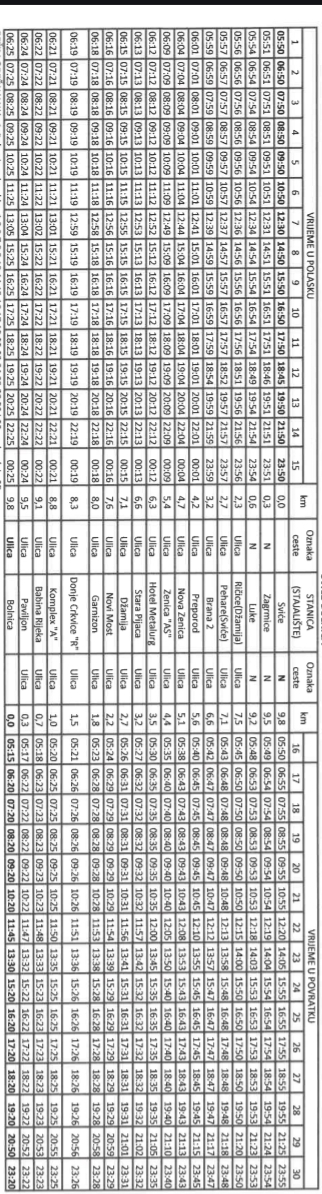 VRIJEME U POLASKU km Oznaka ceste STANICA (STAJALIŠTE) Oznaka ceste km VRIJEME U POVRATKU
1 2 3 4 5 6 7 8 9 10 11 12 13 14 15 16 17 18 19 20 21 22 23 24 25 26 27 28 29 30
05:50 06:50 07:50 08:50 09:50 10:50 12:30 14:50 15:50 16:50 17:50 18:45 19:50 21:50 23:50 0,0 Sviće N 9,8 05:50 06:55 07:55 08:55 09:55 10:55 12:20 14:05 15:55 16:55 17:55 18:55 19:55 21:25 23:55
05:51 06:51 07:51 08:51 09:51 10:51 12:31 14:51 15:51 16:51 17:51 18:46 19:51 21:51 23:51 0,3 N Zagrmice N 9,5 05:49 06:54 07:54 08:54 09:54 10:54 12:19 14:04 15:54 16:54 17:54 18:54 19:54 21:24 23:54
05:54 06:54 07:54 08:54 09:54 10:54 12:34 14:54 15:54 16:54 17:54 18:49 19:54 21:54 23:54 0,6 N Luke N 9,2 05:48 06:53 07:53 08:53 09:53 10:53 12:18 14:03 15:53 16:53 17:53 18:53 19:53 21:23 23:53
05:56 06:56 07:56 08:56 09:56 10:56 12:36 14:56 15:56 16:56 17:56 18:51 19:56 21:56 23:56 2,3 Ulica Ričice(Džamija) Ulica 7,5 05:45 06:50 07:50 08:50 09:50 10:50 12:15 14:00 15:50 16:50 17:50 18:50 19:50 21:20 23:50
05:57 06:57 07:57 08:57 09:57 10:57 12:37 14:57 15:57 16:57 17:57 18:52 19:57 21:57 23:57 2,7 Ulica Pehare(Sviće) Ulica 7,1 05:43 06:48 07:48 08:48 09:48 10:48 12:13 13:58 15:48 16:48 17:48 18:48 19:48 21:18 23:48
05:59 06:59 07:59 08:59 09:59 10:59 12:39 14:59 15:59 16:59 17:59 18:54 19:59 21:59 23:59 3,2 Ulica Brana 2 Ulica 6,6 05:42 06:47 07:47 08:47 09:47 10:47 12:12 13:57 15:47 16:47 17:47 18:47 19:47 21:17 23:47
06:01 07:01 08:01 09:01 10:01 11:01 12:41 15:01 16:01 17:01 18:01 19:01 20:01 22:01 00:01 4,2 Ulica Preporod Ulica 5,6 05:40 06:45 07:45 08:45 09:45 10:45 12:10 13:55 15:45 16:45 17:45 18:45 19:45 21:15 23:45
06:04 07:04 08:04 09:04 10:04 11:04 12:44 15:04 16:04 17:04 18:04 19:04 20:04 22:04 00:04 4,7 Ulica Nova Zenica Ulica 5,1 05:38 06:43 07:43 08:43 09:43 10:43 12:08 13:53 15:43 16:43 17:43 18:43 19:43 21:13 23:43
06:09 07:09 08:09 09:09 10:09 11:09 12:49 15:09 16:09 17:09 18:09 19:09 20:09 22:09 00:09 5,4 Ulica Zenica "AS" Ulica 4,4 05:35 06:40 07:40 08:40 09:40 10:40 12:05 13:50 15:40 16:40 17:40 18:40 19:40 21:10 23:40
06:12 07:12 08:12 09:12 10:12 11:12 12:52 15:12 16:12 17:12 18:12 19:12 20:12 22:12 00:12 6,3 Ulica Hotel Metalurg Ulica 3,5 05:30 06:35 07:35 08:35 09:35 10:35 12:00 13:45 15:35 16:35 17:35 18:35 19:35 21:05 23:35
06:13 07:13 08:13 09:13 10:13 11:13 12:53 15:13 16:13 17:13 18:13 19:13 20:13 22:13 00:13 6,6 Ulica Stara Pijaca Ulica 3,2 05:27 06:32 07:32 08:32 09:32 10:32 11:57 13:42 15:32 16:32 17:32 18:32 19:32 21:02 23:32
06:15 07:15 08:15 09:15 10:15 11:15 12:55 15:15 16:15 17:15 18:15 19:15 20:15 22:15 00:15 7,1 Ulica Džamija Ulica 2,7 05:26 06:31 07:31 08:31 09:31 10:31 11:56 13:41 15:31 16:31 17:31 18:31 19:31 21:01 23:31
06:16 07:16 08:16 09:16 10:16 11:16 12:56 15:16 16:16 17:16 18:16 19:16 20:16 22:16 00:16 7,6 Ulica Novi Most Ulica 2,2 05:24 06:29 07:29 08:29 09:29 10:29 11:54 13:39 15:29 16:29 17:29 18:29 19:29 20:59 23:29
06:18 07:18 08:18 09:18 10:18 11:18 12:58 15:18 16:18 17:18 18:18 19:18 20:18 22:18 00:18 8,0 Ulica Garnizon Ulica 1,8 05:23 06:28 07:28 08:28 09:28 10:28 11:53 13:38 15:28 16:28 17:28 18:28 19:28 20:58 23:28
06:19 07:19 08:19 09:19 10:19 11:19 12:59 15:19 16:19 17:19 18:19 19:19 20:19 22:19 00:19 8,3 Ulica Donje Crkvice "R" Ulica 1,5 05:21 06:26 07:26 08:26 09:26 10:26 11:51 13:36 15:26 16:26 17:26 18:26 19:26 20:56 23:26
06:21 07:21 08:21 09:21 10:21 11:21 13:01 15:21 16:21 17:21 18:21 19:21 20:21 22:21 00:21 8,8 Ulica Komplex "A" Ulica 1,0 05:20 06:25 07:25 08:25 09:25 10:25 11:50 13:35 15:25 16:25 17:25 18:25 19:25 20:55 23:25
06:22 07:22 08:22 09:22 10:22 11:22 13:02 15:22 16:22 17:22 18:22 19:22 20:22 22:22 00:22 9,1 Ulica Babina Rijeka Ulica 0,7 05:18 06:23 07:23 08:23 09:23 10:23 11:48 13:33 15:23 16:23 17:23 18:23 19:23 20:53 23:23
06:24 07:24 08:24 09:24 10:24 11:24 13:04 15:24 16:24 17:24 18:24 19:24 20:24 22:24 00:24 9,5 Ulica Paviljon Ulica 0,3 05:17 06:22 07:22 08:22 09:22 10:22 11:47 13:32 15:22 16:22 17:22 18:22 19:22 20:52 23:22
06:25 07:25 08:25 09:25 10:25 11:25 13:05 15:25 16:25 17:25 18:25 19:25 20:25 22:25 00:25 9,8 Ulica Bolnica 0,0 05:15 06:20 07:20 08:20 09:20 10:20 11:45 13:30 15:20 16:20 17:20 18:20 19:20 20:50 23:20